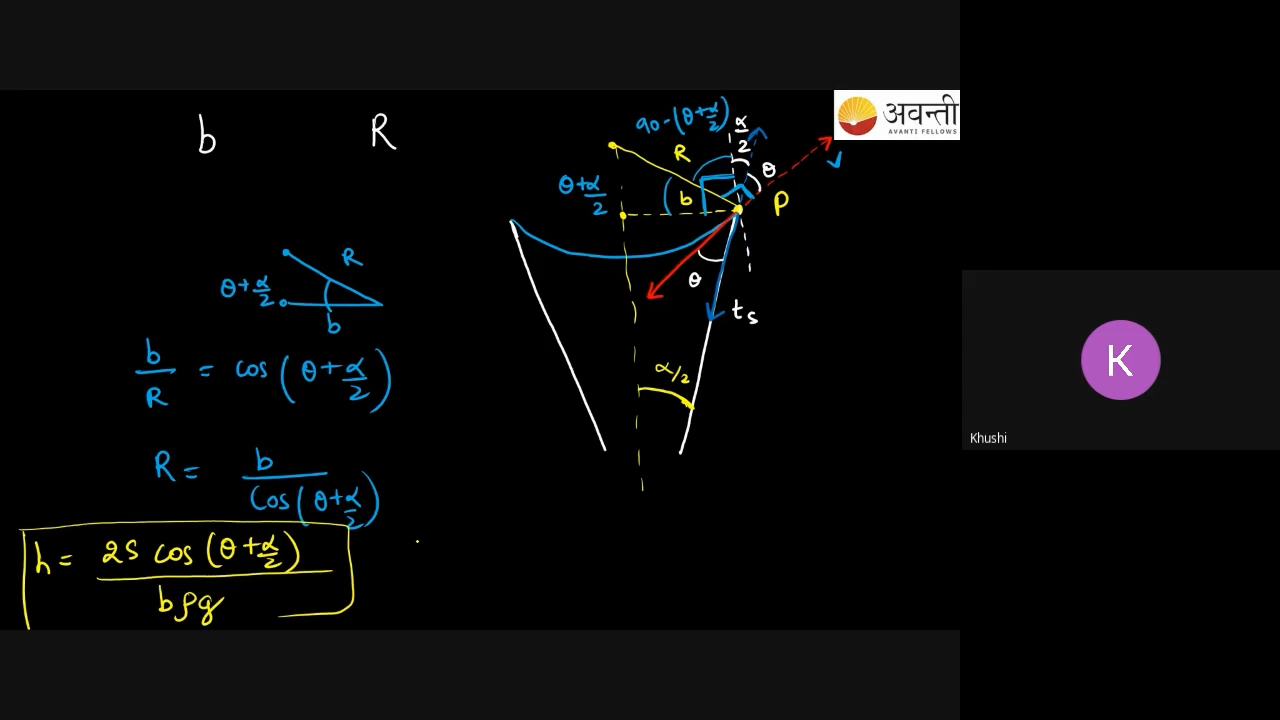 b R
90-(θ+α/2)
α/2
R
θ
v
θ+α/2
b
P
अवन्ती
AVANTI FELLOWS
R
θ+α/2
b
θ
ts
b/R = cos(θ+α/2)
α/2
R = b/Cos(θ+α/2)
h = 2S cos(θ+α/2)/bρg
K
Khushi